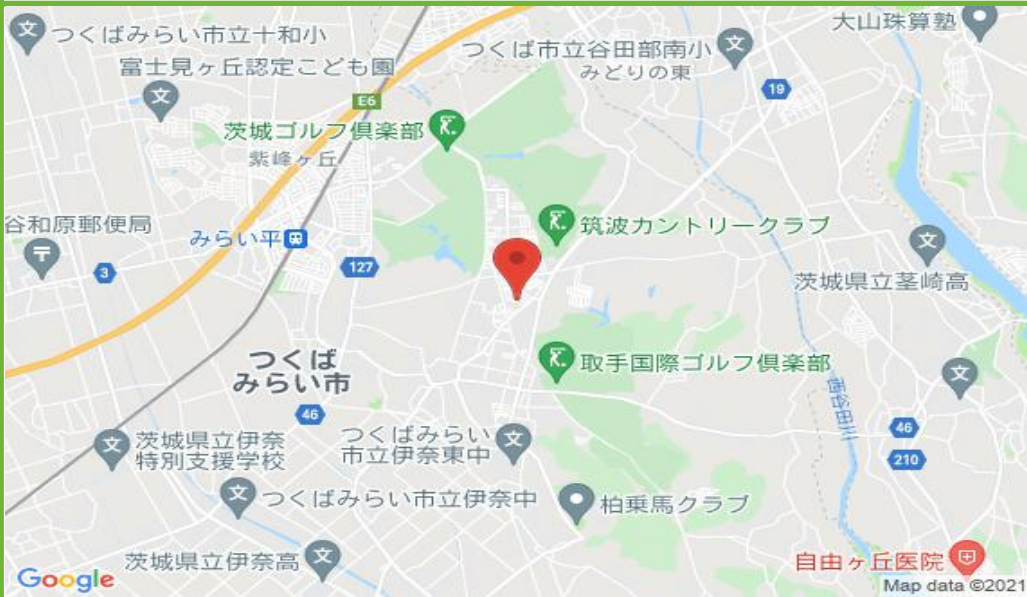 つくばみらい市立十和小
大山珠算塾
つくば市立谷田部南小
みどりの東
富士見ヶ丘認定こども園
E6
19
茨城ゴルフ倶楽部
紫峰ヶ丘
谷和原郵便局
筑波カントリークラブ
みらい平
3
127
茨城県立茎崎高
つくば
みらい市
取手国際ゴルフ倶楽部
西谷田川
46
46
210
茨城県立伊奈
特別支援学校
つくばみらい
市立伊奈東中
つくばみらい市立伊奈中
柏乗馬クラブ
茨城県立伊奈高
自由ヶ丘医院
Google
Map data ©2021